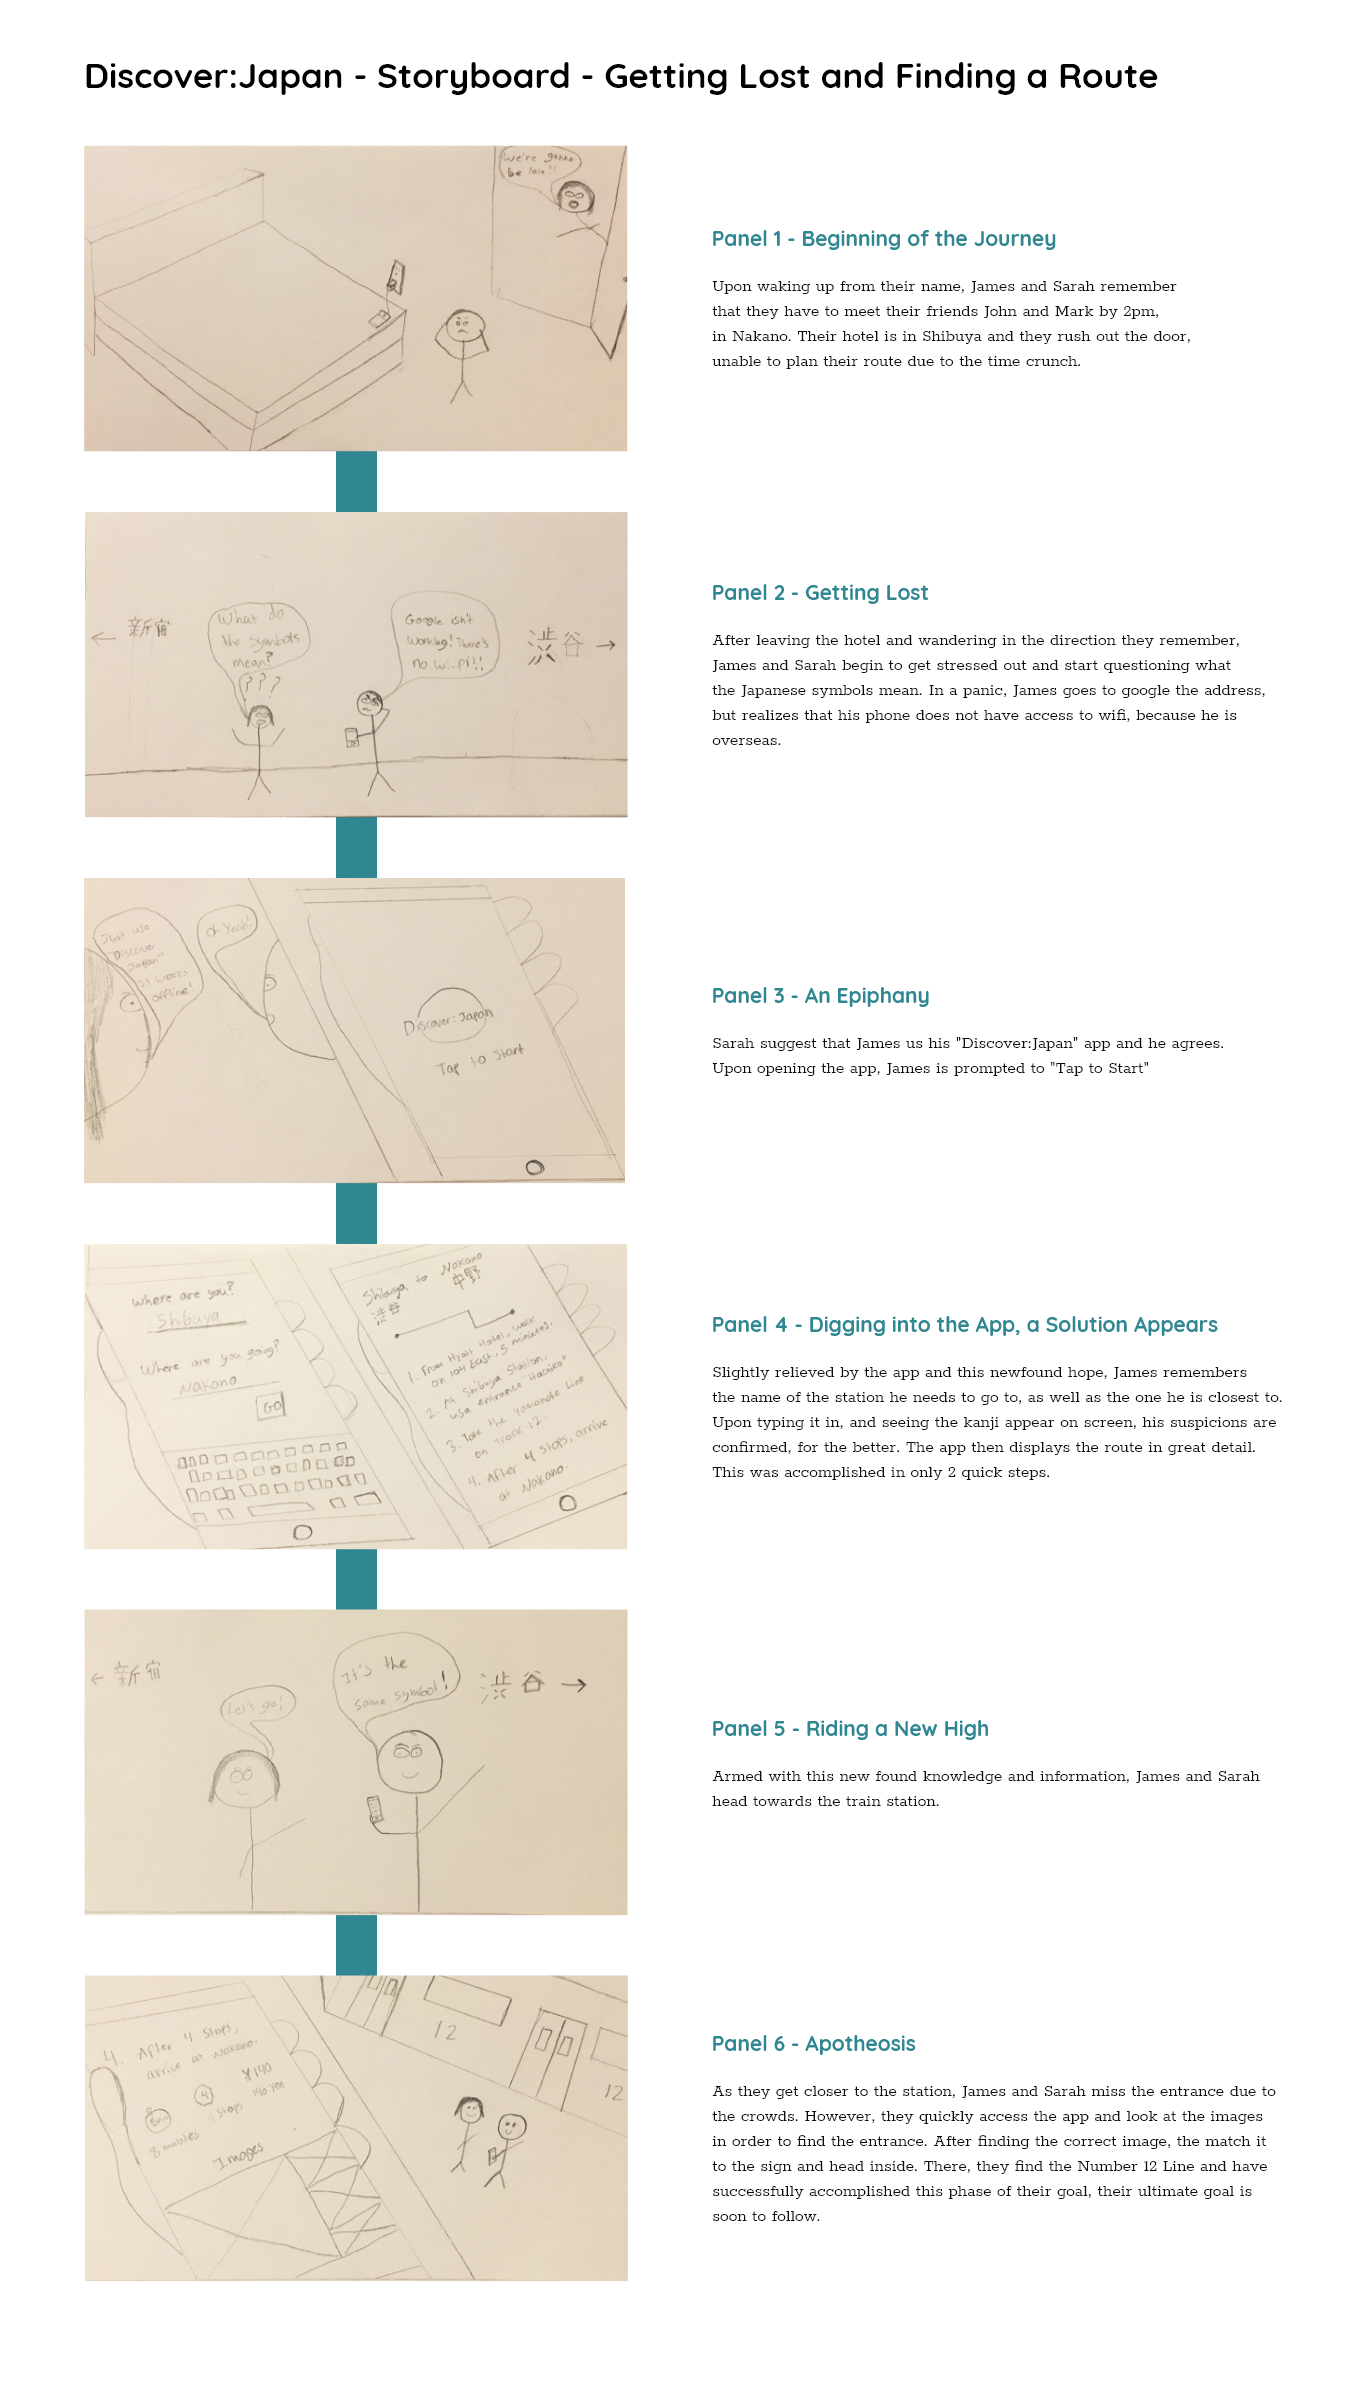 Discover:Japan - Storyboard - Getting Lost and Finding a Route
We're gonna
be late!!
Panel 1 - Beginning of the Journey
Upon waking up from their name, James and Sarah remember
that they have to meet their friends John and Mark by 2pm,
in Nakano. Their hotel is in Shibuya and they rush out the door,
unable to plan their route due to the time crunch.
← 新宿
What do
the symbols
mean?
???
Google isn't
working! There's
no Wi-Fi!!
渋谷 →
Panel 2 - Getting Lost
After leaving the hotel and wandering in the direction they remember,
James and Sarah begin to get stressed out and start questioning what
the Japanese symbols mean. In a panic, James goes to google the address,
but realizes that his phone does not have access to wifi, because he is
overseas.
Just use
"Discover
Japan"!
It works
offline!
Oh Yeah!
Discover:Japan
Tap to Start
Panel 3 - An Epiphany
Sarah suggest that James us his "Discover:Japan" app and he agrees.
Upon opening the app, James is prompted to "Tap to Start"
Where are you?
Shibuya
Where are you going?
Nakano
GO
Shibuya to Nakano
渋谷 中野
1. From Hyatt Hotel, walk
on 104 East, 5 minutes.
2. At Shibuya Station,
use entrance "Hachiko"
3. Take the Yamanote Line
on Track 12.
4. After 4 stops, arrive
at Nakano.
Panel 4 - Digging into the App, a Solution Appears
Slightly relieved by the app and this newfound hope, James remembers
the name of the station he needs to go to, as well as the one he is closest to.
Upon typing it in, and seeing the kanji appear on screen, his suspicions are
confirmed, for the better. The app then displays the route in great detail.
This was accomplished in only 2 quick steps.
← 新宿
Let's go!
It's the
same symbol!
渋谷 →
Panel 5 - Riding a New High
Armed with this new found knowledge and information, James and Sarah
head towards the train station.
4. After 4 Stops,
arrive at Nakano.
8min
8 minutes
4
4 stops
¥140
140 yen
Images
12
12
Panel 6 - Apotheosis
As they get closer to the station, James and Sarah miss the entrance due to
the crowds. However, they quickly access the app and look at the images
in order to find the entrance. After finding the correct image, the match it
to the sign and head inside. There, they find the Number 12 Line and have
successfully accomplished this phase of their goal, their ultimate goal is
soon to follow.